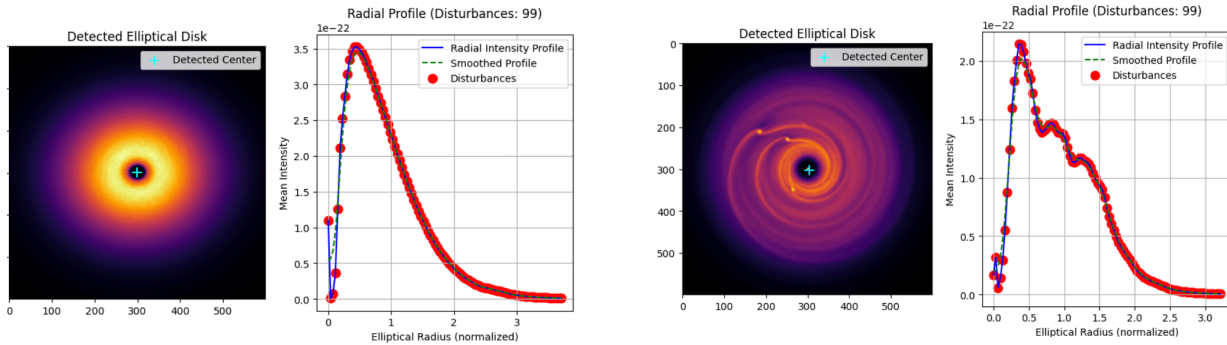 Detected Elliptical Disk
Detected Center
0 100 200 300 400 500
Radial Profile (Disturbances: 99)
1e−22
Radial Intensity Profile
Smoothed Profile
Disturbances
Mean Intensity
3.5
3.0
2.5
2.0
1.5
1.0
0.5
0.0
0 1 2 3
Elliptical Radius (normalized)
Detected Elliptical Disk
Detected Center
0
100
200
300
400
500
0 100 200 300 400 500
Radial Profile (Disturbances: 99)
1e−22
Radial Intensity Profile
Smoothed Profile
Disturbances
Mean Intensity
2.0
1.5
1.0
0.5
0.0
0.0 0.5 1.0 1.5 2.0 2.5 3.0
Elliptical Radius (normalized)